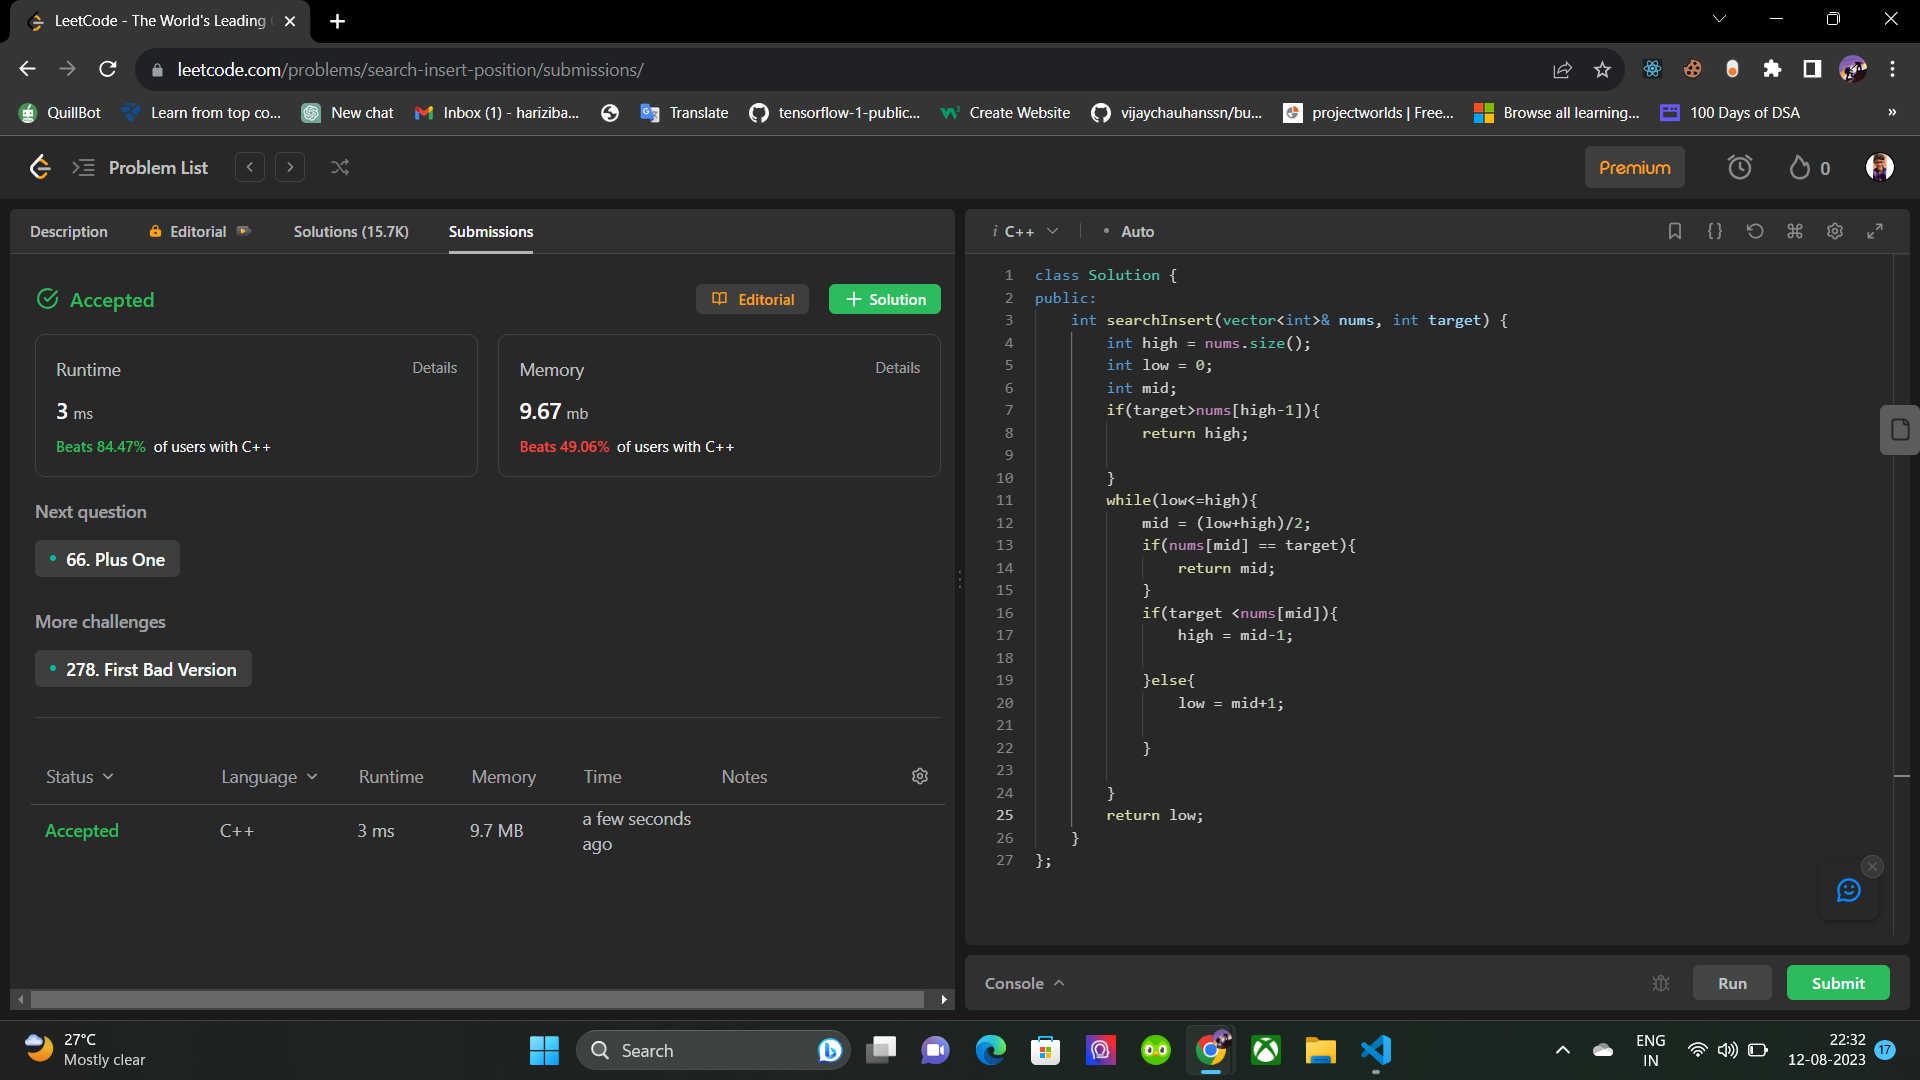 LeetCode - The World's Leading
leetcode.com/problems/search-insert-position/submissions/
QuillBot
Learn from top co...
New chat
Inbox (1) - hariziba...
Translate
tensorflow-1-public...
Create Website
vijaychauhanssn/bu...
projectworlds | Free...
Browse all learning...
100 Days of DSA
»
Problem List
Premium
0
Description
Editorial
Solutions (15.7K)
Submissions
Accepted
Editorial
+ Solution
Runtime
Details
3 ms
Beats 84.47% of users with C++
Memory
Details
9.67 mb
Beats 49.06% of users with C++
Next question
• 66. Plus One
More challenges
• 278. First Bad Version
Status Language Runtime Memory Time Notes
Accepted C++ 3 ms 9.7 MB a few seconds
ago
i C++ • Auto
1 class Solution {
2 public:
3 int searchInsert(vector<int>& nums, int target) {
4 int high = nums.size();
5 int low = 0;
6 int mid;
7 if(target>nums[high-1]){
8 return high;
9
10 }
11 while(low<=high){
12 mid = (low+high)/2;
13 if(nums[mid] == target){
14 return mid;
15 }
16 if(target <nums[mid]){
17 high = mid-1;
18
19 }else{
20 low = mid+1;
21
22 }
23
24 }
25 return low;
26 }
27 };
Console
Run
Submit
27°C
Mostly clear
Search
ENG
IN
22:32
12-08-2023
17